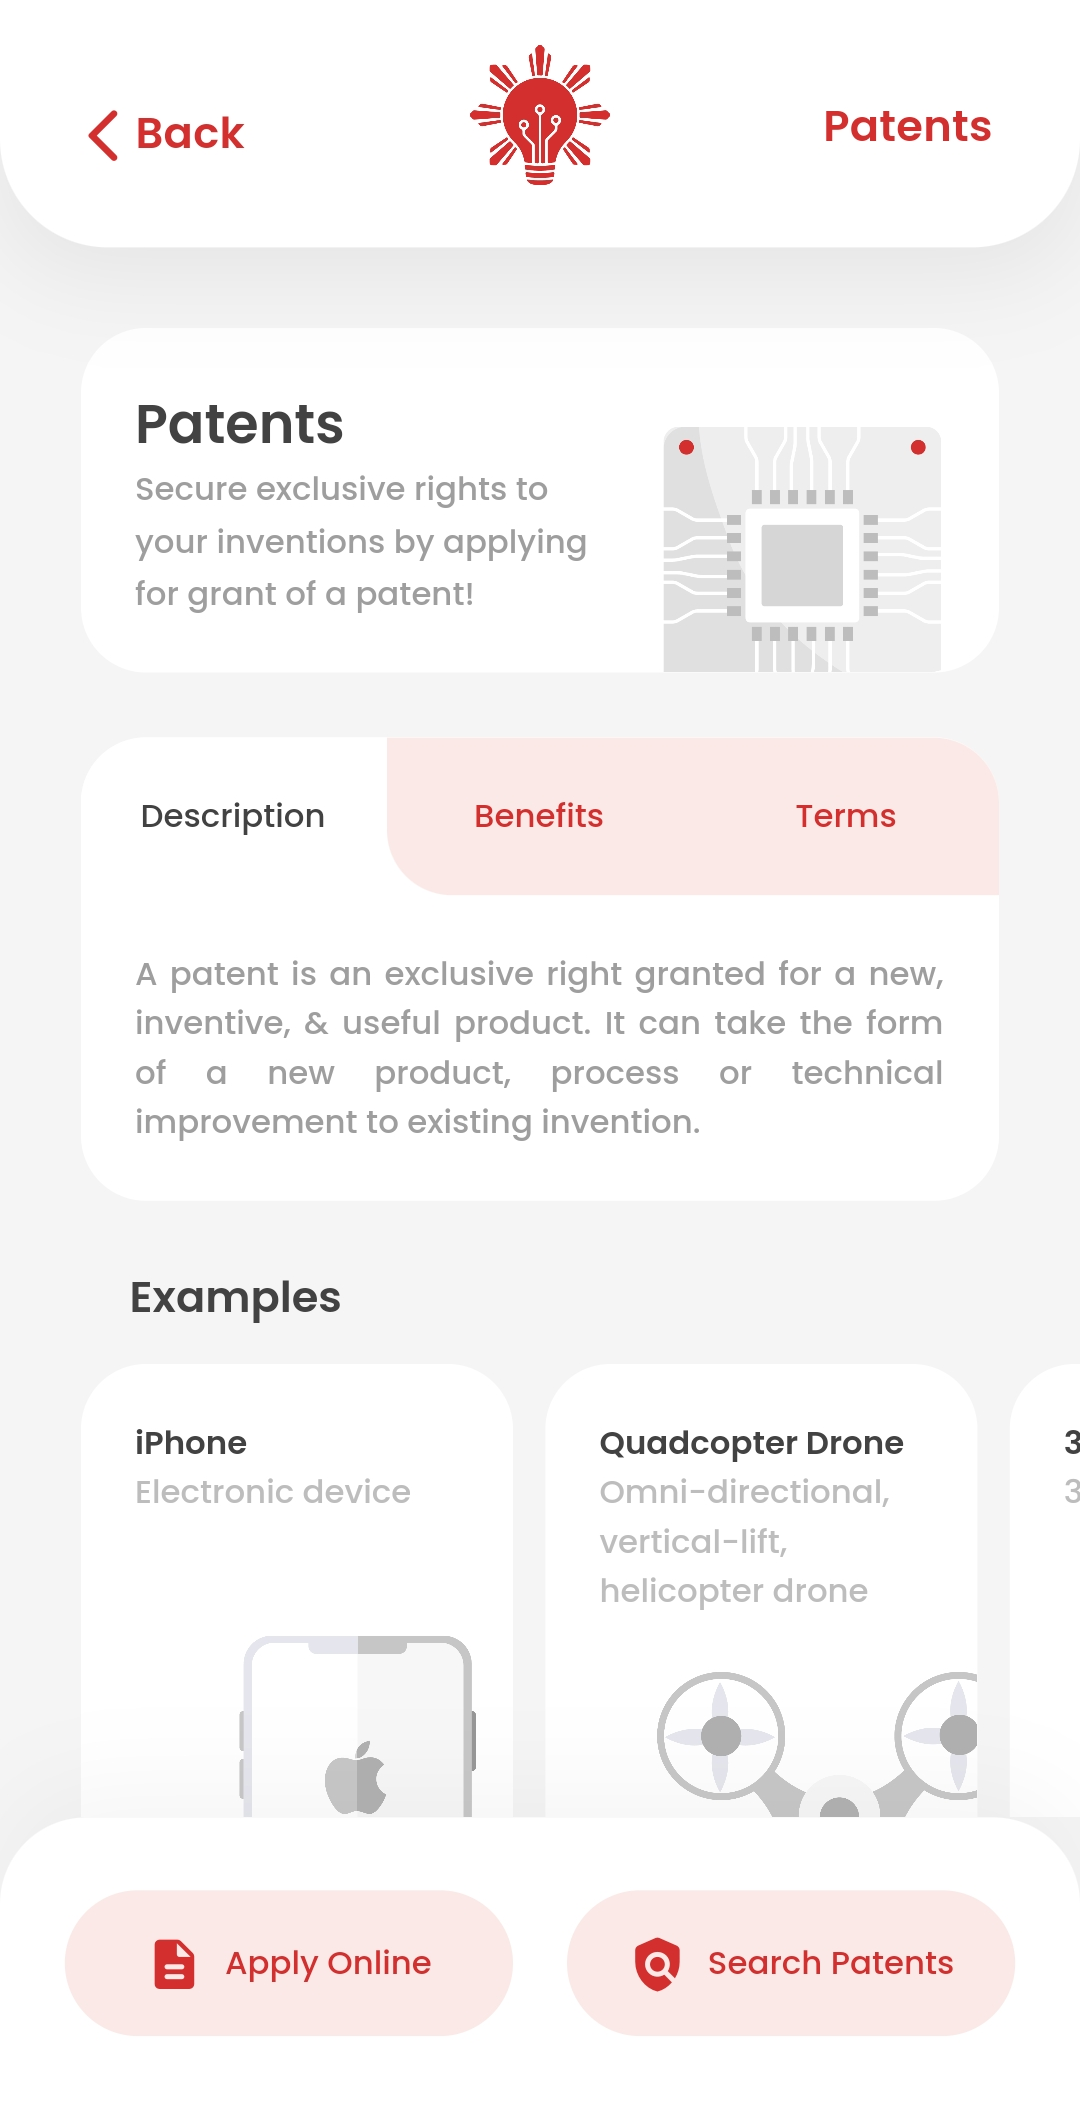 Back
Patents
Patents
Secure exclusive rights to
your inventions by applying
for grant of a patent!
Description
Benefits
Terms
A patent is an exclusive right granted for a new,
inventive, & useful product. It can take the form
of a new product, process or technical
improvement to existing invention.
Examples
iPhone
Electronic device
Quadcopter Drone
Omni-directional,
vertical-lift,
helicopter drone
Apply Online
Search Patents